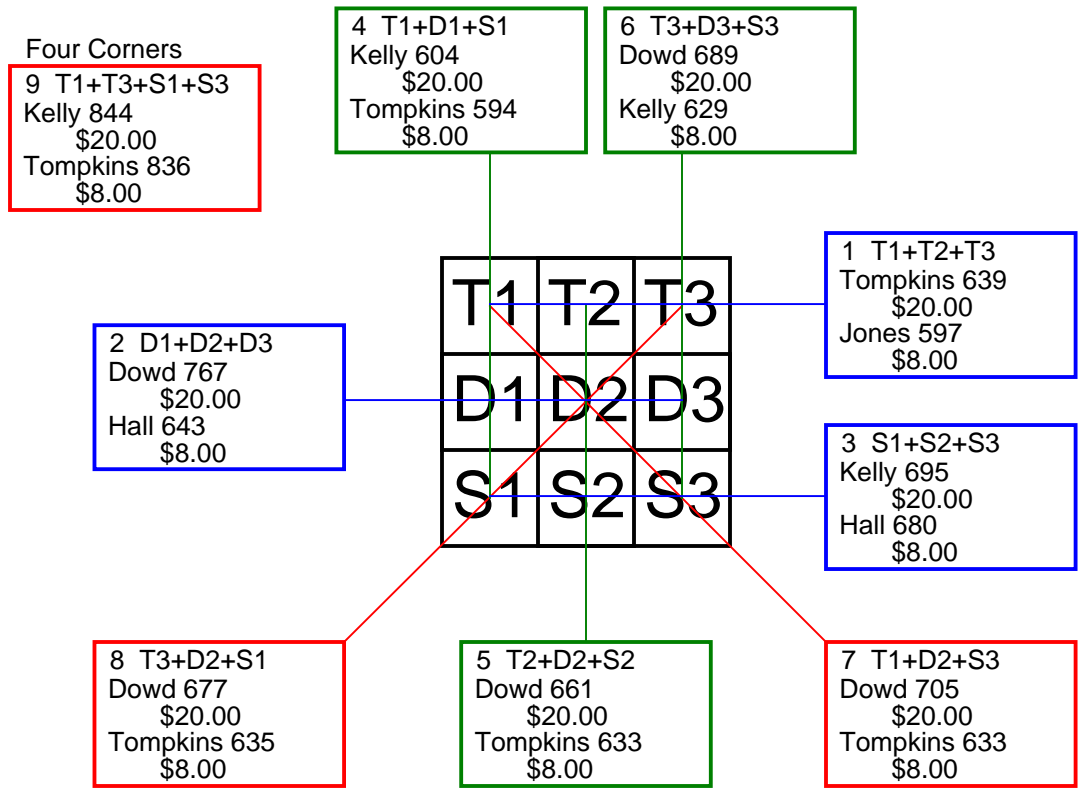 Four Corners
9 T1+T3+S1+S3
Kelly 844
$20.00
Tompkins 836
$8.00
4 T1+D1+S1
Kelly 604
$20.00
Tompkins 594
$8.00
6 T3+D3+S3
Dowd 689
$20.00
Kelly 629
$8.00
1 T1+T2+T3
Tompkins 639
$20.00
Jones 597
$8.00
2 D1+D2+D3
Dowd 767
$20.00
Hall 643
$8.00
T1 T2 T3
D1 D2 D3
S1 S2 S3
3 S1+S2+S3
Kelly 695
$20.00
Hall 680
$8.00
8 T3+D2+S1
Dowd 677
$20.00
Tompkins 635
$8.00
5 T2+D2+S2
Dowd 661
$20.00
Tompkins 633
$8.00
7 T1+D2+S3
Dowd 705
$20.00
Tompkins 633
$8.00